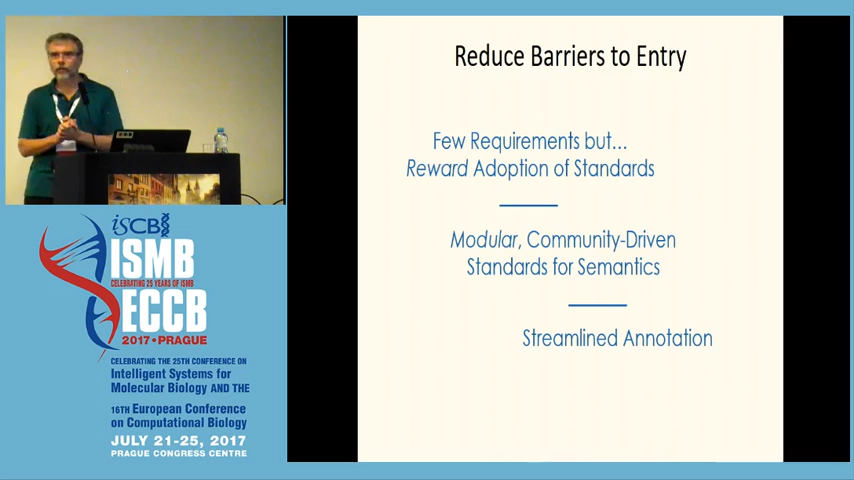 Reduce Barriers to Entry
Few Requirements but...
Reward Adoption of Standards
Modular, Community-Driven
Standards for Semantics
Streamlined Annotation
iSCB
ISMB
CELEBRATING 25 YEARS OF ISMB
ECCB
2017 • PRAGUE
CELEBRATING THE 25TH CONFERENCE ON
Intelligent Systems for
Molecular Biology AND THE
16TH European Conference
on Computational Biology
JULY 21-25, 2017
PRAGUE CONGRESS CENTRE